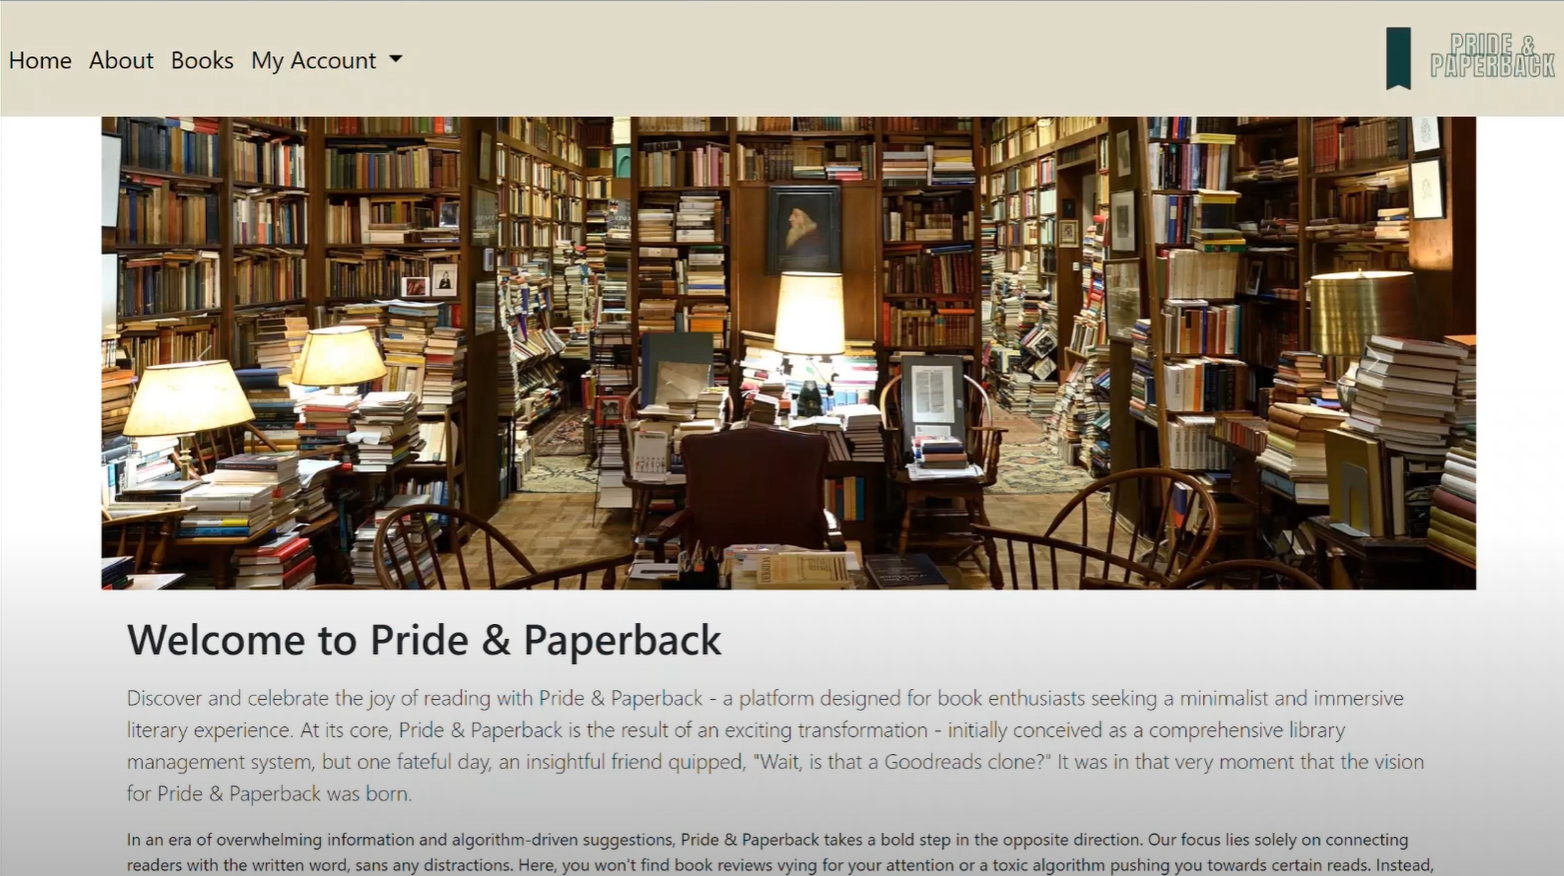 Home About Books My Account
PRIDE &
PAPERBACK
Welcome to Pride & Paperback
Discover and celebrate the joy of reading with Pride & Paperback - a platform designed for book enthusiasts seeking a minimalist and immersive
literary experience. At its core, Pride & Paperback is the result of an exciting transformation - initially conceived as a comprehensive library
management system, but one fateful day, an insightful friend quipped, "Wait, is that a Goodreads clone?" It was in that very moment that the vision
for Pride & Paperback was born.
In an era of overwhelming information and algorithm-driven suggestions, Pride & Paperback takes a bold step in the opposite direction. Our focus lies solely on connecting
readers with the written word, sans any distractions. Here, you won't find book reviews vying for your attention or a toxic algorithm pushing you towards certain reads. Instead,